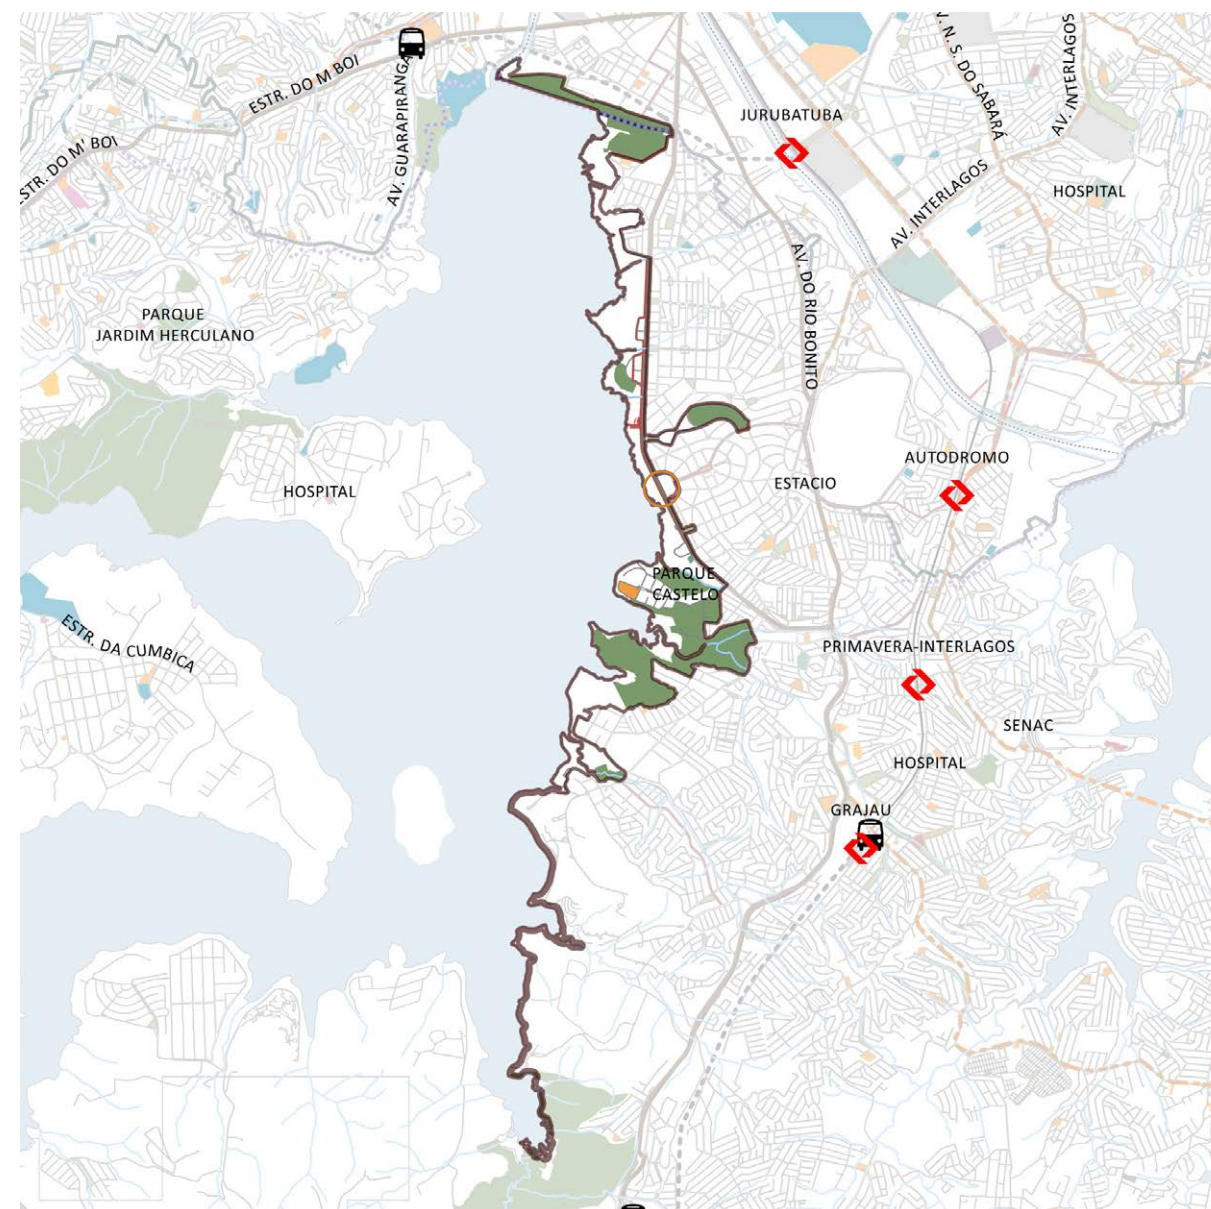 ESTR. DO M BOI
AV. N. S. DO SABARÁ
AV. INTERLAGOS
JURUBATUBA
ESTR. DO M' BOI
AV. GUARAPIRANGA
HOSPITAL
AV. INTERLAGOS
AV. DO RIO BONITO
PARQUE
JARDIM HERCULANO
AUTODROMO
HOSPITAL
ESTACIO
PARQUE
CASTELO
ESTR. DA CUMBICA
PRIMAVERA-INTERLAGOS
SENAC
HOSPITAL
GRAJAU